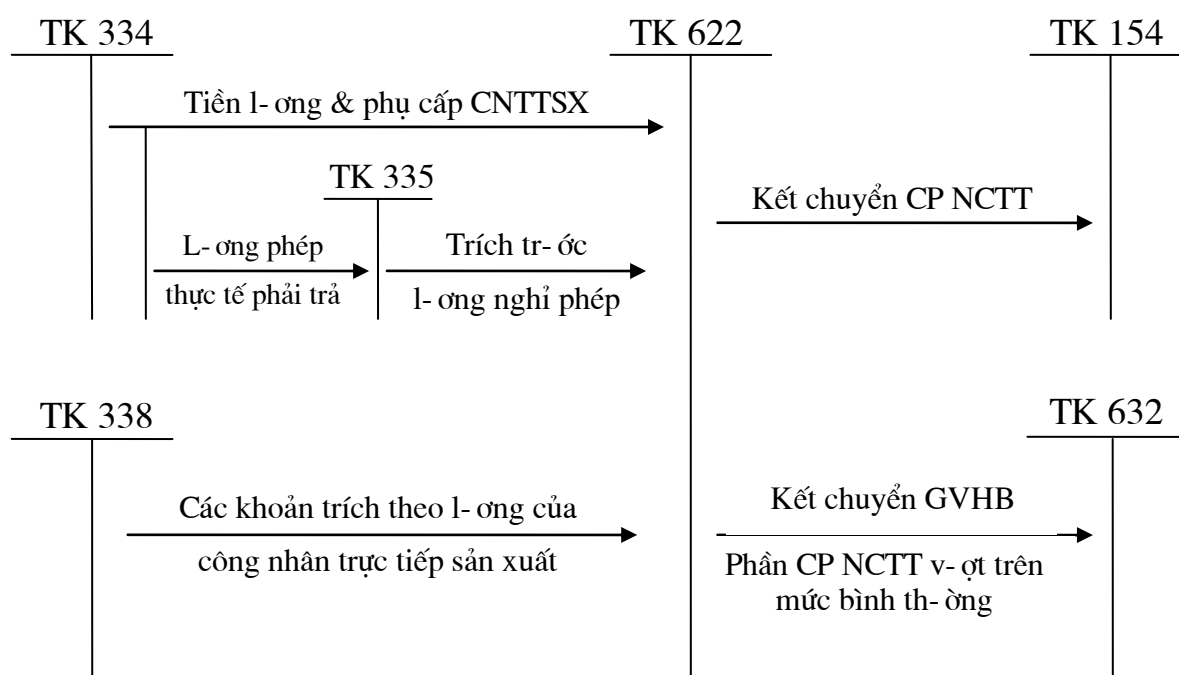 TK 334
TK 622
TK 154
Tiền l- ơng & phụ cấp CNTTSX
TK 335
Kết chuyển CP NCTT
L- ơng phép
thực tế phải trả
Trích tr- ớc
l- ơng nghỉ phép
TK 338
TK 632
Các khoản trích theo l- ơng của
công nhân trực tiếp sản xuất
Kết chuyển GVHB
Phần CP NCTT v- ợt trên
mức bình th- ờng